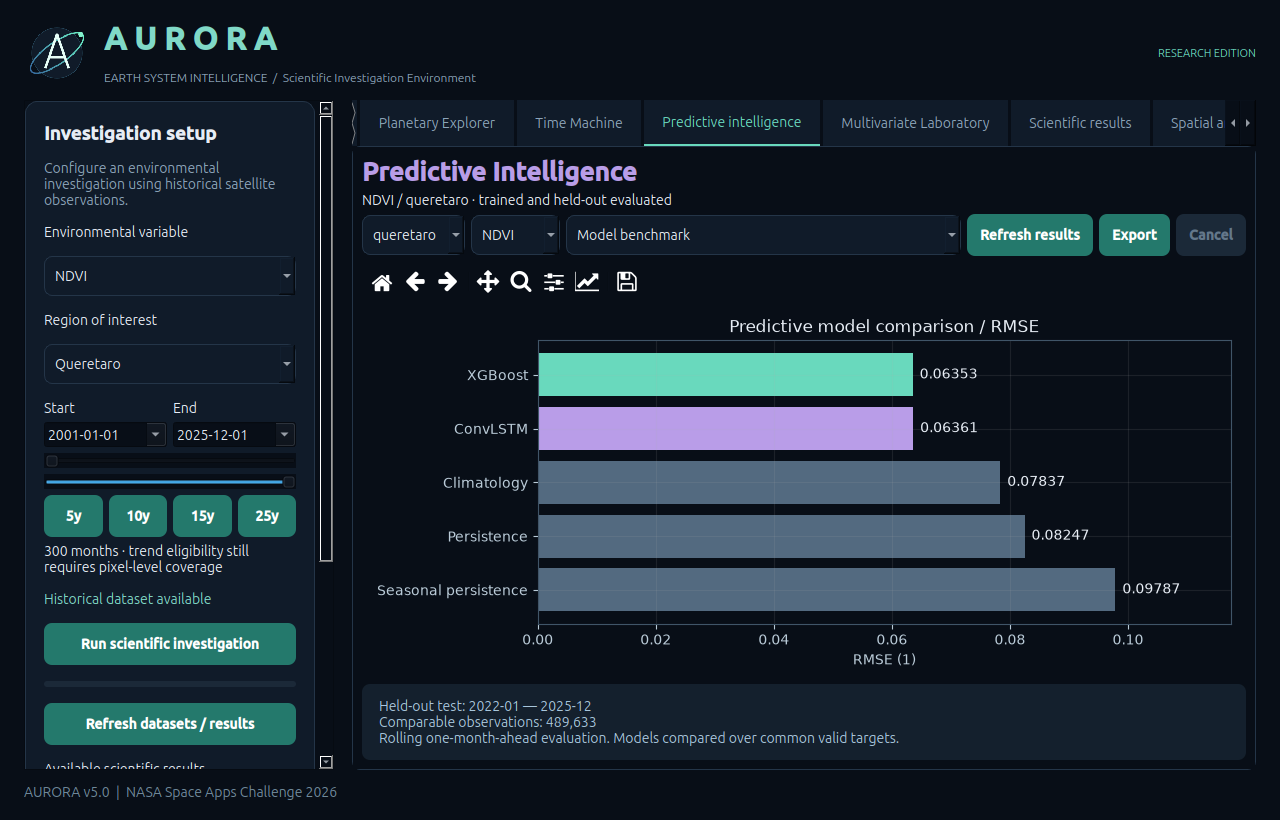 A
AURORA
EARTH SYSTEM INTELLIGENCE / Scientific Investigation Environment
RESEARCH EDITION
Investigation setup
Configure an environmental
investigation using historical satellite
observations.
Environmental variable
NDVI
Region of interest
Queretaro
Start End
2001-01-01 2025-12-01
5y 10y 15y 25y
300 months · trend eligibility still
requires pixel-level coverage
Historical dataset available
Run scientific investigation
Refresh datasets / results
Available scientific results
Planetary Explorer Time Machine Predictive intelligence Multivariate Laboratory Scientific results Spatial a
Predictive Intelligence
NDVI / queretaro · trained and held-out evaluated
queretaro NDVI Model benchmark Refresh results Export Cancel
Predictive model comparison / RMSE
XGBoost 0.06353
ConvLSTM 0.06361
Climatology 0.07837
Persistence 0.08247
Seasonal persistence 0.09787
0.00 0.02 0.04 0.06 0.08 0.10
RMSE (1)
Held-out test: 2022-01 — 2025-12
Comparable observations: 489,633
Rolling one-month-ahead evaluation. Models compared over common valid targets.
AURORA v5.0 | NASA Space Apps Challenge 2026